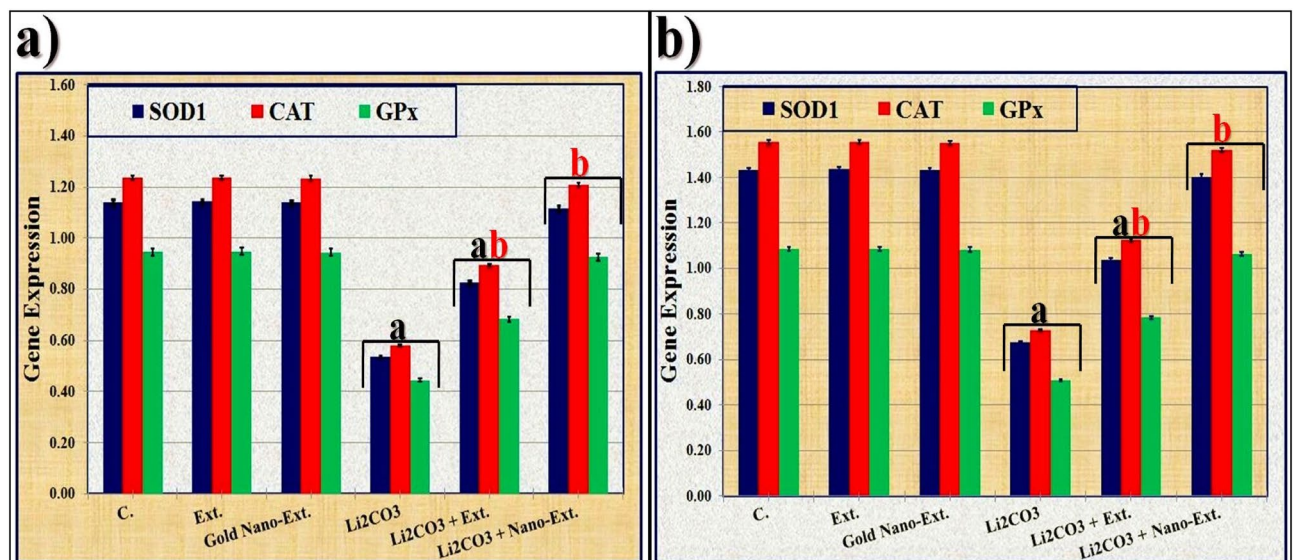 a)
SOD1 CAT GPx
Gene Expression
1.60
1.40
1.20
1.00
0.80
0.60
0.40
0.20
0.00
a
ab
b
C.
Ext.
Gold Nano-Ext.
Li2CO3
Li2CO3 + Ext.
Li2CO3 + Nano-Ext.
b)
SOD1 CAT GPx
Gene Expression
1.80
1.60
1.40
1.20
1.00
0.80
0.60
0.40
0.20
0.00
a
ab
b
C.
Ext.
Gold Nano-Ext.
Li2CO3
Li2CO3 + Ext.
Li2CO3 + Nano-Ext.